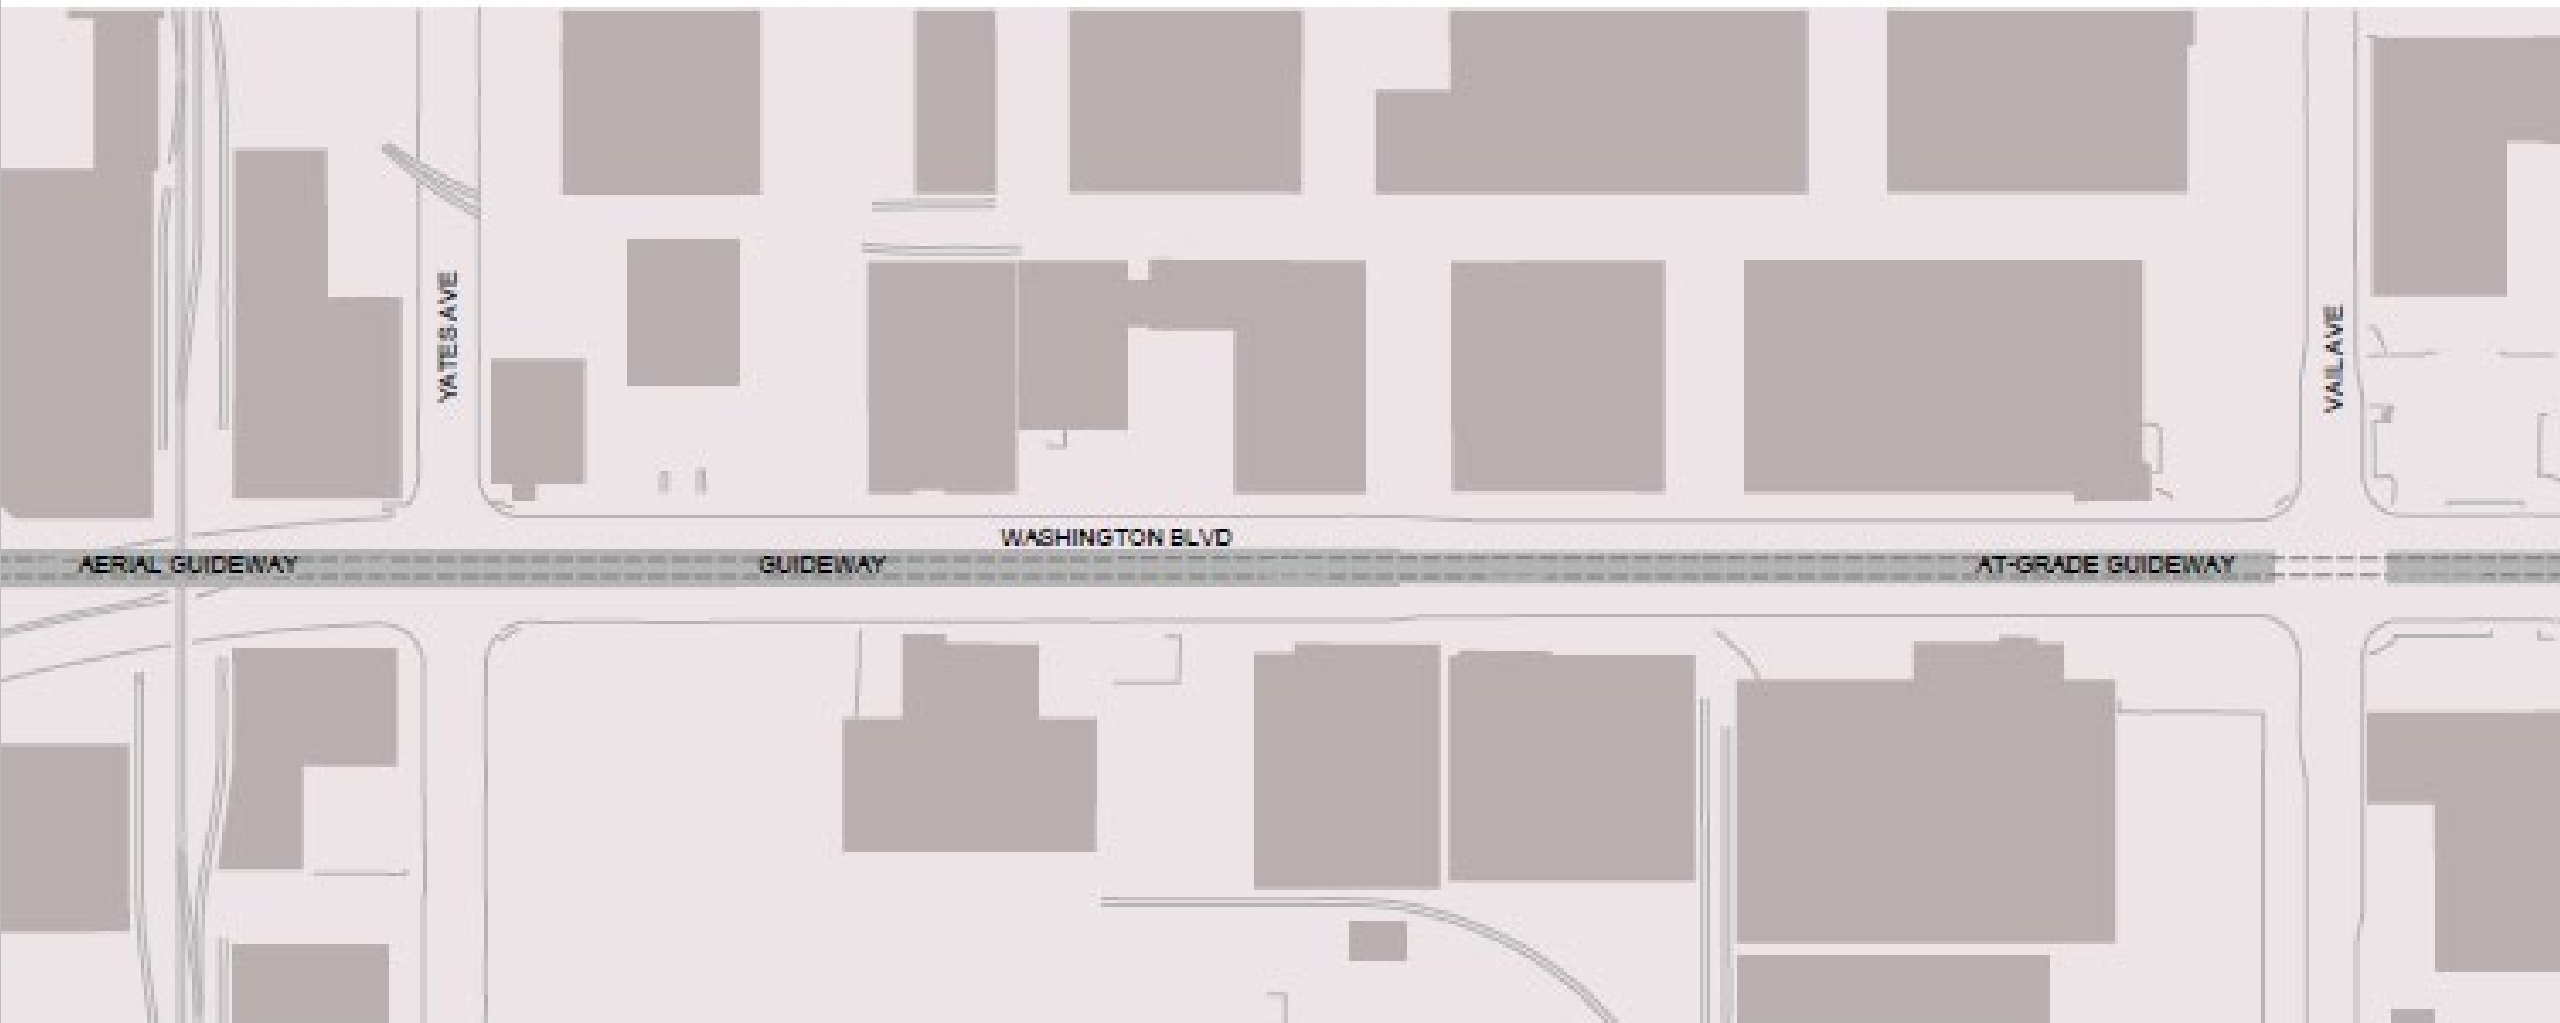 YATES AVE
VAIL AVE
WASHINGTON BLVD
AERIAL GUIDEWAY
GUIDEWAY
AT-GRADE GUIDEWAY